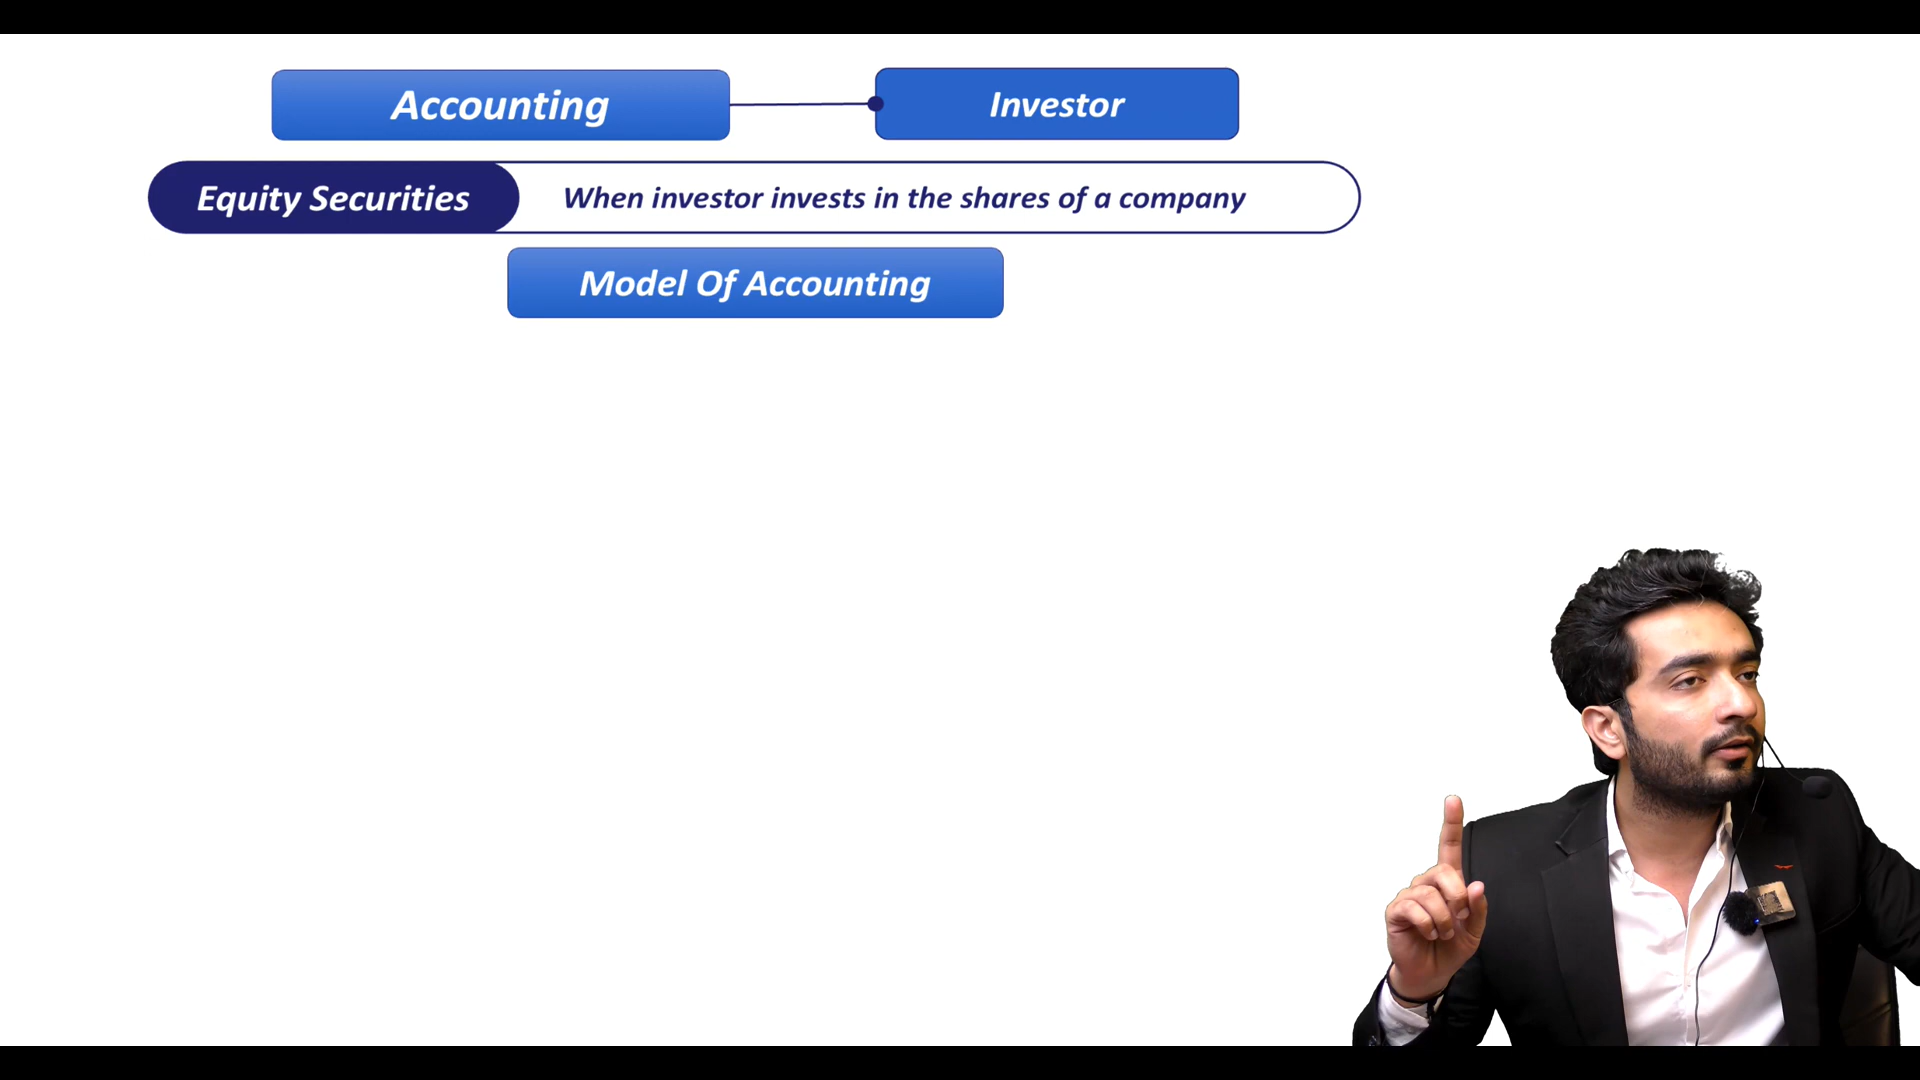 Accounting
Investor
Equity Securities
When investor invests in the shares of a company
Model Of Accounting